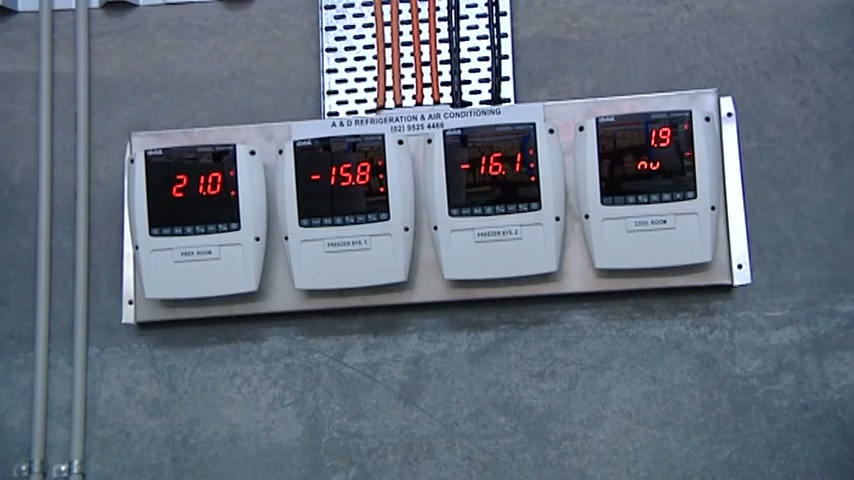 A & D REFRIGERATION & AIR CONDITIONING
(02) 9525 4466
21.0
-15.8
-16.1
1.9
nu
PREP ROOM
FREEZER SYS. 1
FREEZER SYS. 2
COOL ROOM